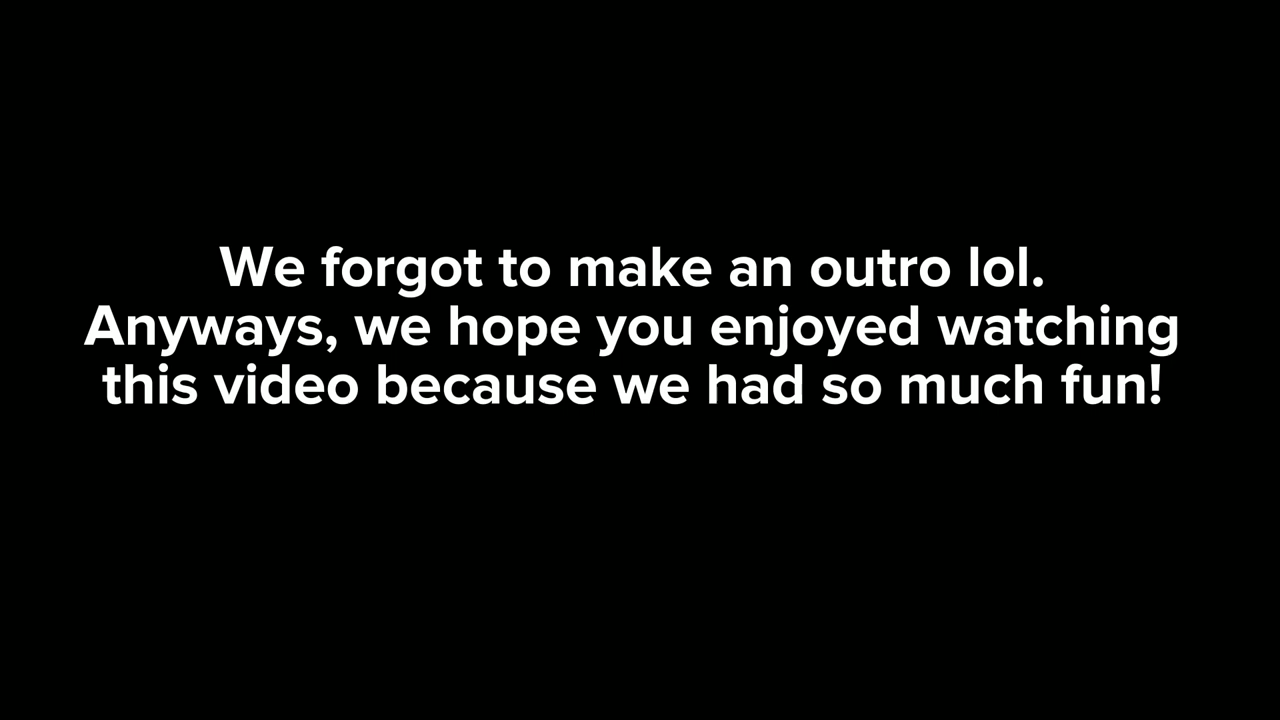 We forgot to make an outro lol.
Anyways, we hope you enjoyed watching
this video because we had so much fun!